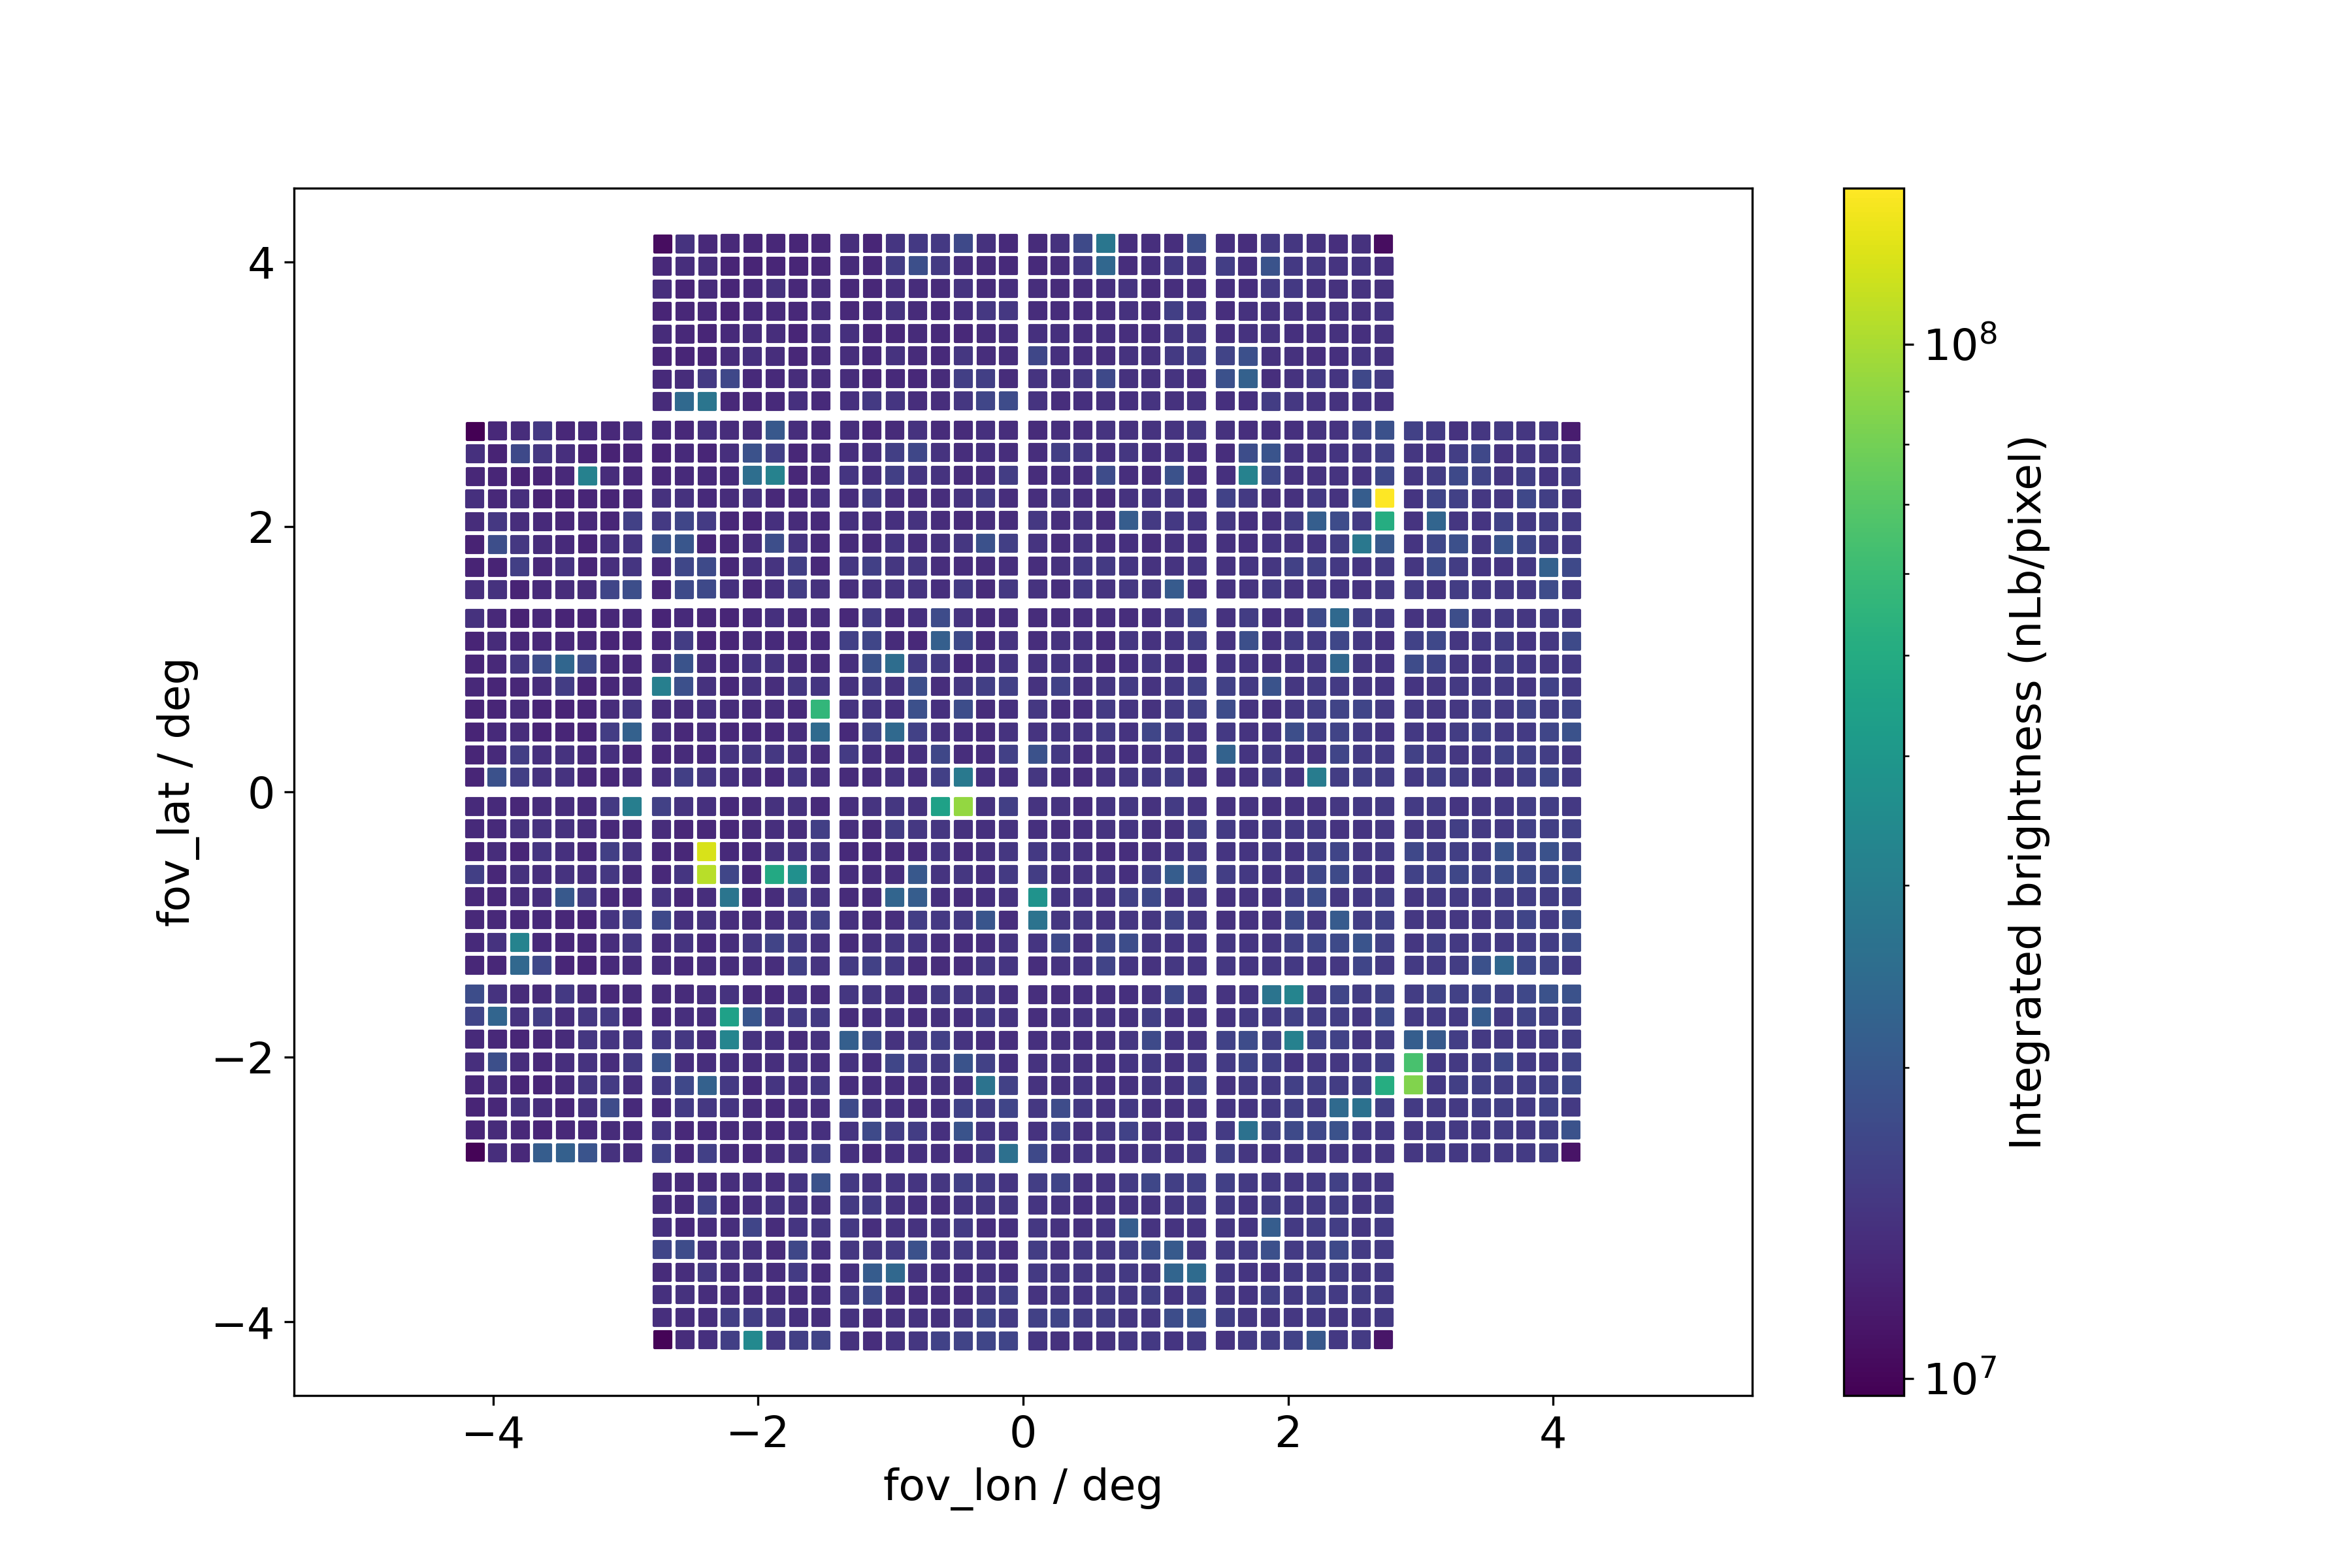 4
2
0
−2
−4
fov_lat / deg
−4 −2 0 2 4
fov_lon / deg
10⁸
10⁷
Integrated brightness (nLb/pixel)